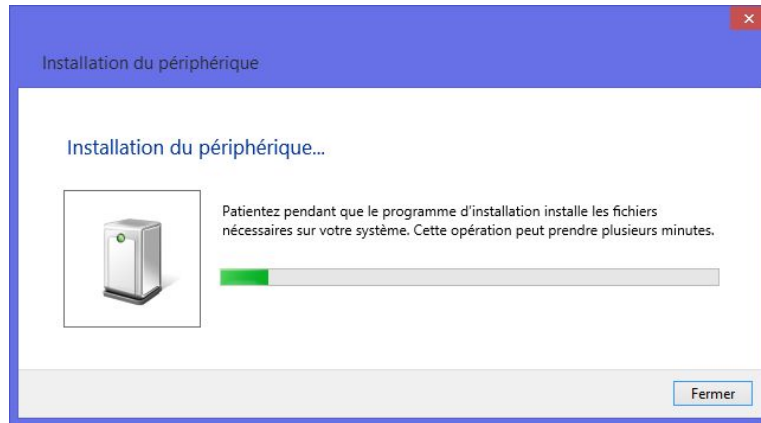 Installation du périphérique
Installation du périphérique...
Patientez pendant que le programme d'installation installe les fichiers
nécessaires sur votre système. Cette opération peut prendre plusieurs minutes.
Fermer